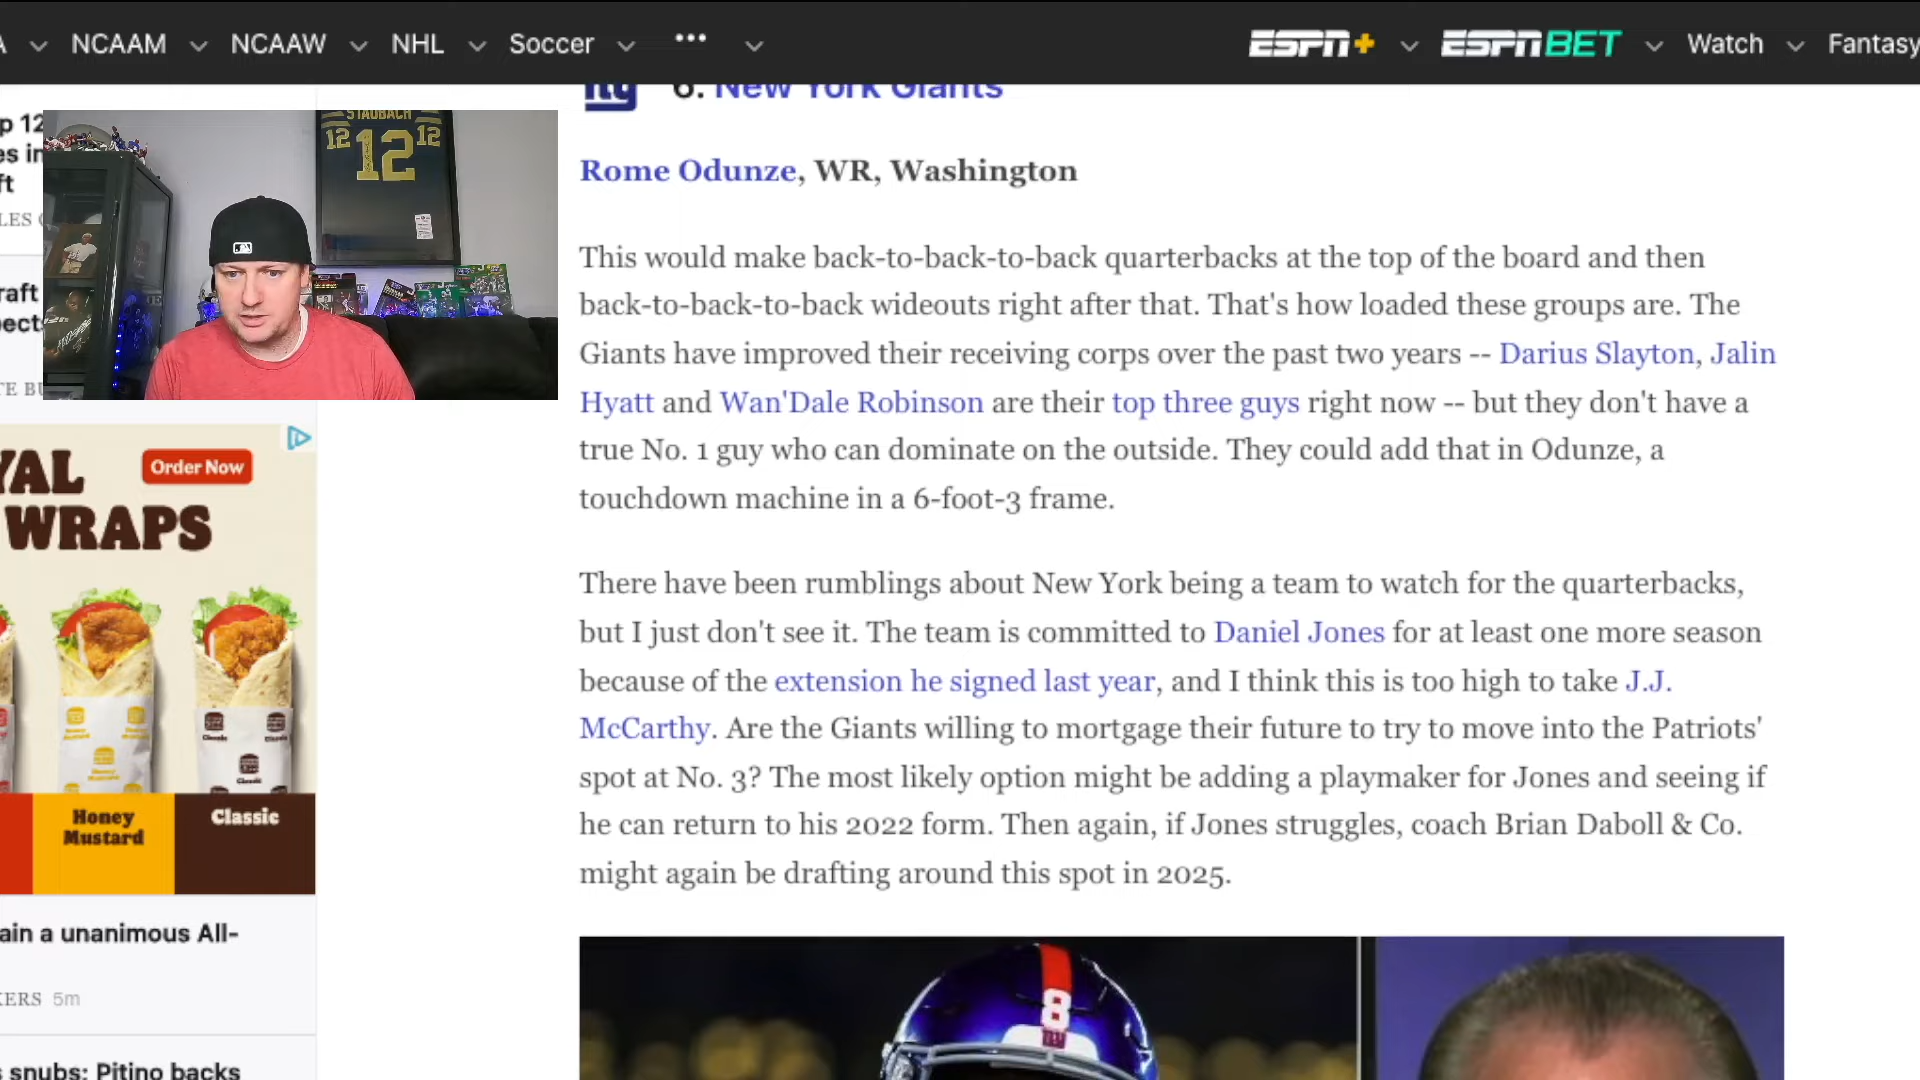 NCAAM
NCAAW
NHL
Soccer
ESPN+
ESPN BET
Watch
Fantasy
6. New York Giants
ny
p 12
es in
ft
LES
raft
TE BU
STAUBACH
12 12 12
Rome Odunze, WR, Washington
This would make back-to-back-to-back quarterbacks at the top of the board and then
back-to-back-to-back wideouts right after that. That's how loaded these groups are. The
Giants have improved their receiving corps over the past two years -- Darius Slayton, Jalin
Hyatt and Wan'Dale Robinson are their top three guys right now -- but they don't have a
true No. 1 guy who can dominate on the outside. They could add that in Odunze, a
touchdown machine in a 6-foot-3 frame.
There have been rumblings about New York being a team to watch for the quarterbacks,
but I just don't see it. The team is committed to Daniel Jones for at least one more season
because of the extension he signed last year, and I think this is too high to take J.J.
McCarthy. Are the Giants willing to mortgage their future to try to move into the Patriots'
spot at No. 3? The most likely option might be adding a playmaker for Jones and seeing if
he can return to his 2022 form. Then again, if Jones struggles, coach Brian Daboll & Co.
might again be drafting around this spot in 2025.
YAL
WRAPS
Order Now
Honey
Mustard
Classic
Classic
Classic
ain a unanimous All-
KERS 5m
s snubs: Pitino backs
8